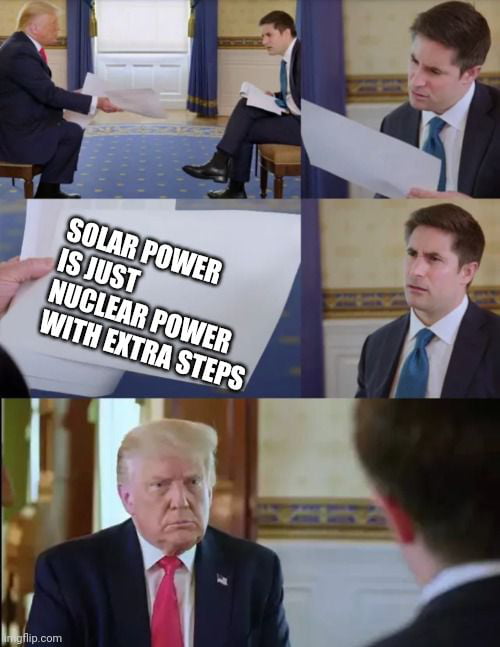 SOLAR POWER
IS JUST
NUCLEAR POWER
WITH EXTRA STEPS
imgflip.com